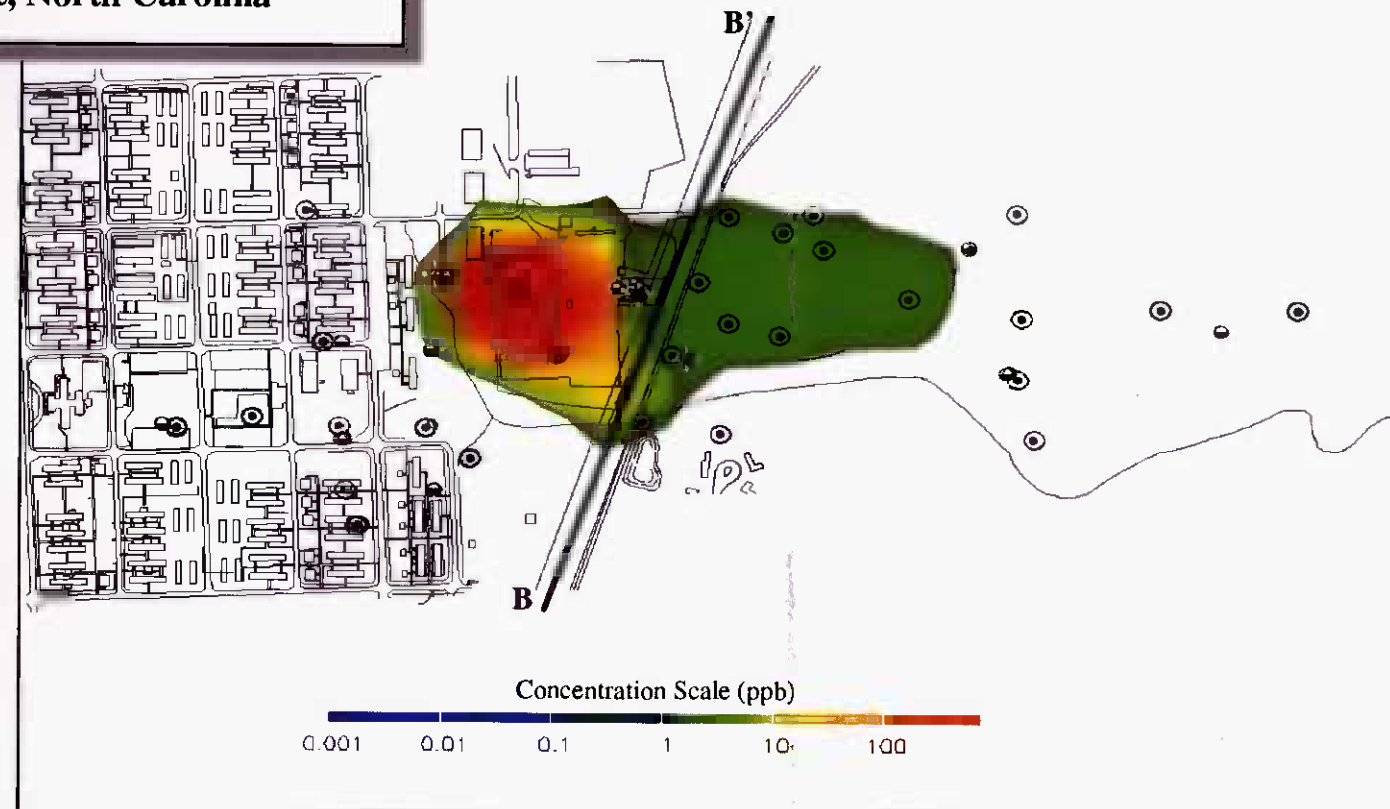 , North Carolina
B'
B
Concentration Scale (ppb)
0.001 0.01 0.1 1 10 100